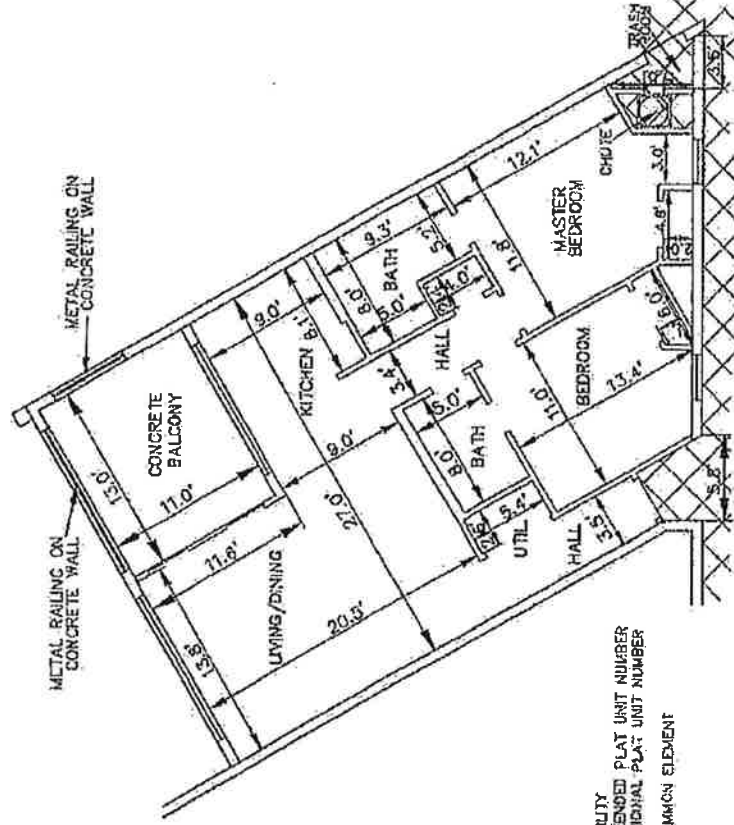 METAL RAILING ON
CONCRETE WALL
METAL RAILING ON
CONCRETE WALL
13.0'
CONCRETE
BALCONY
11.0'
11.6'
13.8'
LIVING/DINING
20.5'
27.0'
9.0'
9.0'
8.1'
KITCHEN
9.3'
8.0'
BATH
5.0'
5.2'
4.0'
HALL
3.4'
5.0'
8.0'
BATH
5.4'
UTIL
HALL
3.5'
11.0'
13.4'
BEDROOM
6.0'
11.8'
12.1'
MASTER
BEDROOM
4.8'
3.0'
CHUTE
TRASH
ROOM
3.5'
5.8'
PLAT UNIT NUMBER
UNIT NUMBER
ELEMENT